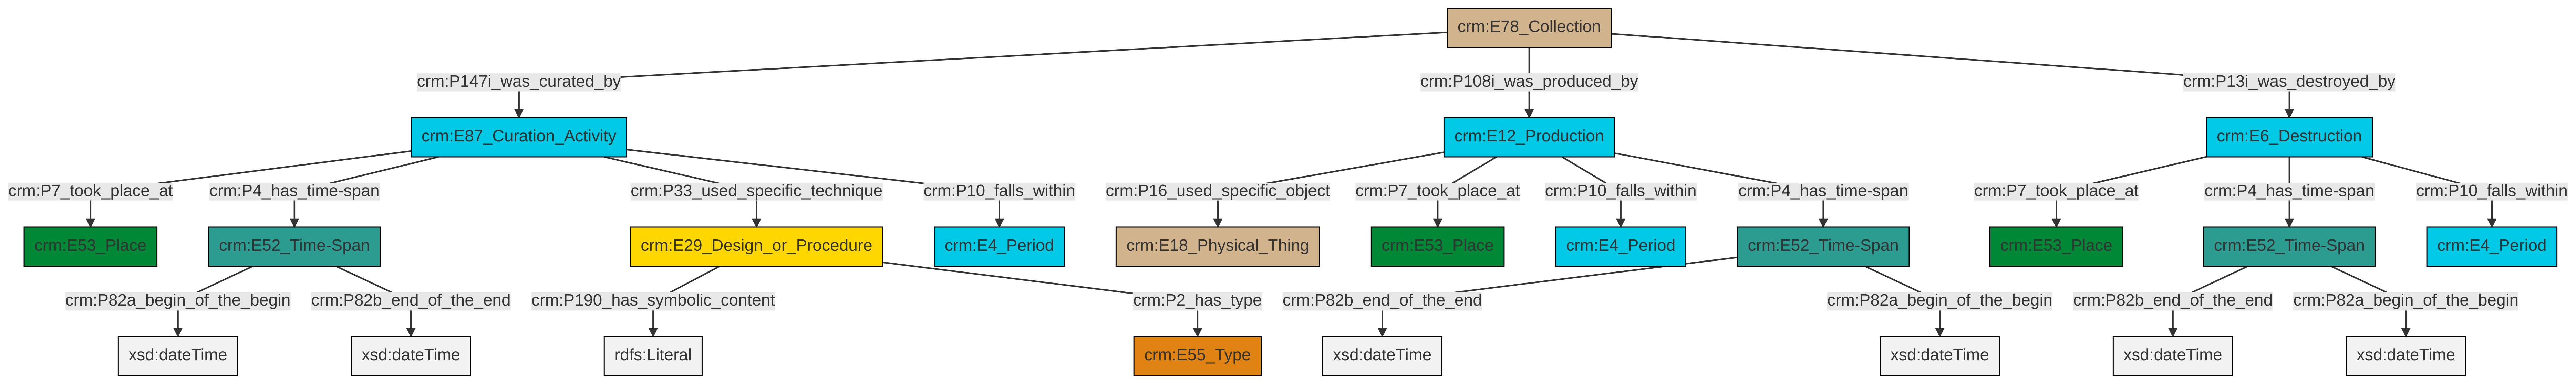 crm:E78_Collection
crm:P147i_was_curated_by
crm:P108i_was_produced_by
crm:P13i_was_destroyed_by
crm:E87_Curation_Activity
crm:E12_Production
crm:E6_Destruction
crm:P7_took_place_at
crm:P4_has_time-span
crm:P33_used_specific_technique
crm:P10_falls_within
crm:P16_used_specific_object
crm:P7_took_place_at
crm:P10_falls_within
crm:P4_has_time-span
crm:P7_took_place_at
crm:P4_has_time-span
crm:P10_falls_within
crm:E53_Place
crm:E52_Time-Span
crm:E29_Design_or_Procedure
crm:E4_Period
crm:E18_Physical_Thing
crm:E53_Place
crm:E4_Period
crm:E52_Time-Span
crm:E53_Place
crm:E52_Time-Span
crm:E4_Period
crm:P82a_begin_of_the_begin
crm:P82b_end_of_the_end
crm:P190_has_symbolic_content
crm:P2_has_type
crm:P82b_end_of_the_end
crm:P82a_begin_of_the_begin
crm:P82b_end_of_the_end
crm:P82a_begin_of_the_begin
xsd:dateTime
xsd:dateTime
rdfs:Literal
crm:E55_Type
xsd:dateTime
xsd:dateTime
xsd:dateTime
xsd:dateTime